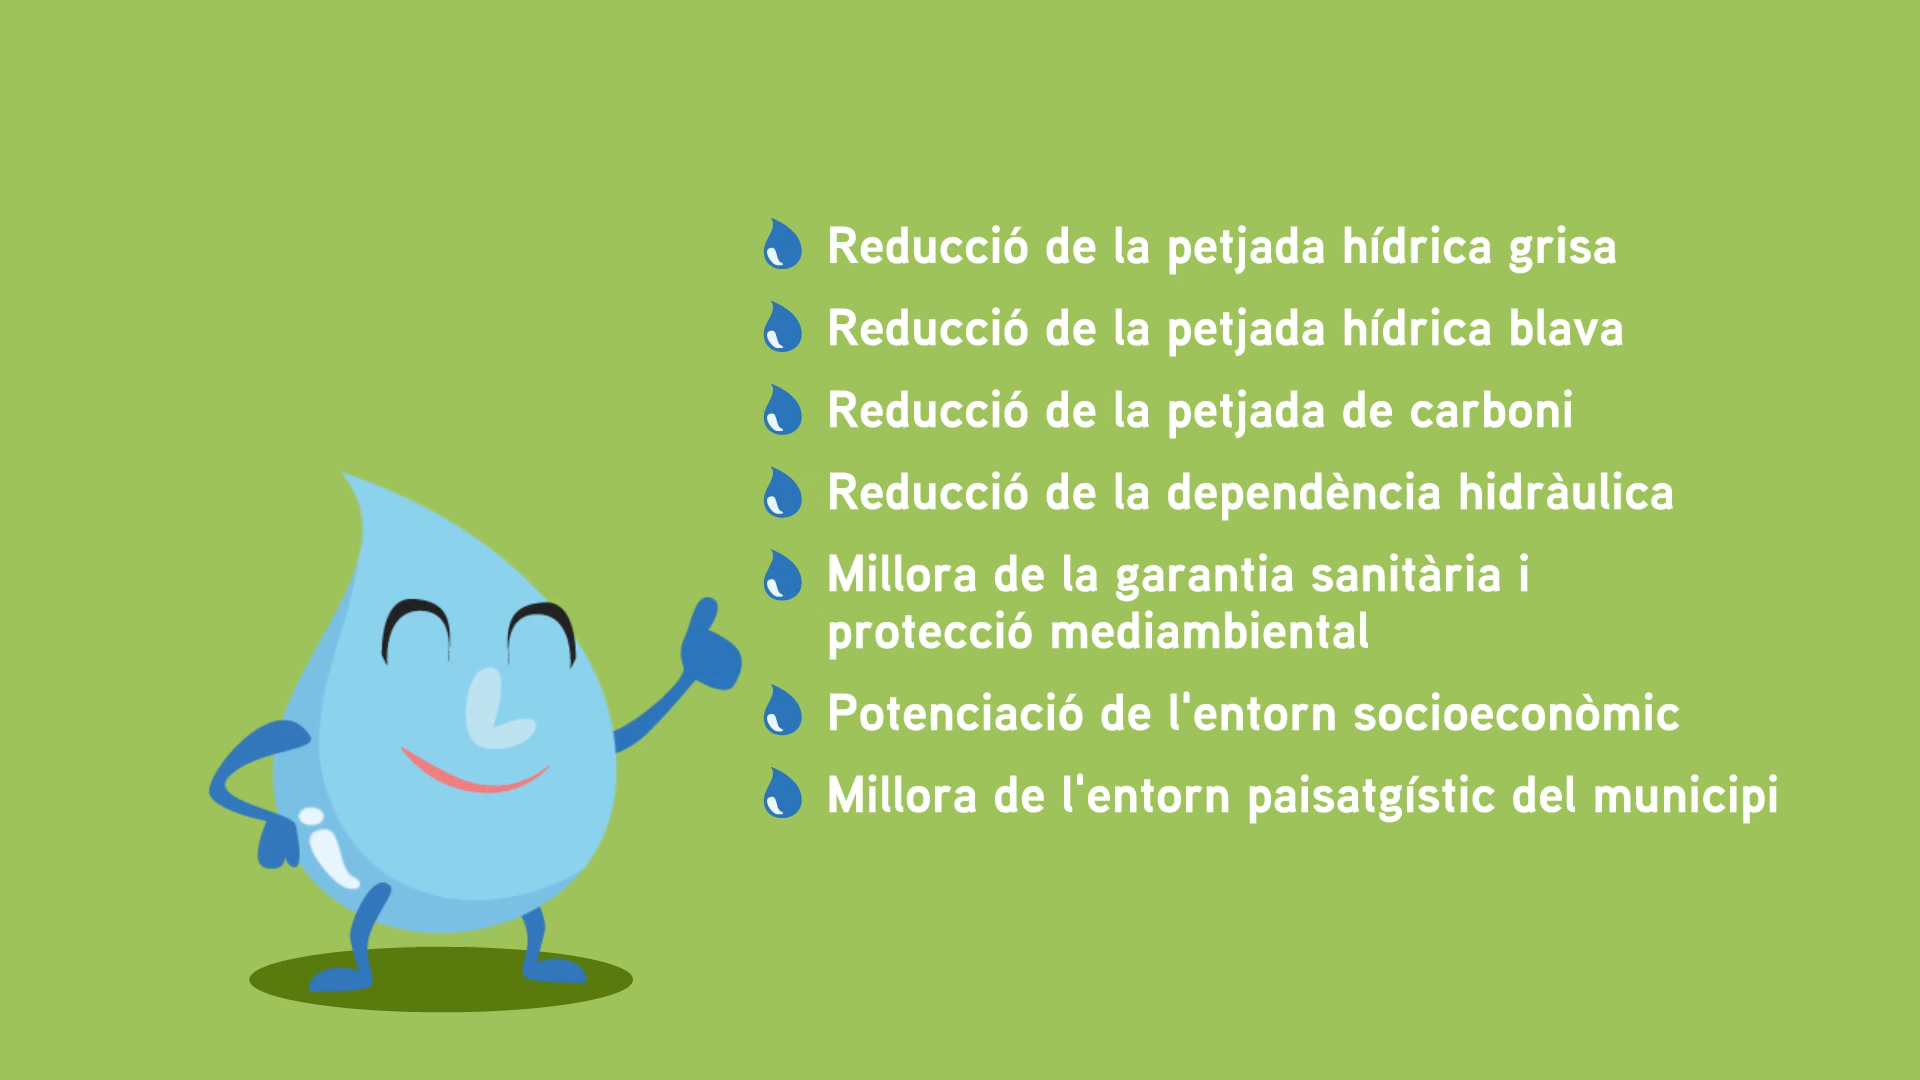 Reducció de la petjada hídrica grisa
Reducció de la petjada hídrica blava
Reducció de la petjada de carboni
Reducció de la dependència hidràulica
Millora de la garantia sanitària i
protecció mediambiental
Potenciació de l'entorn socioeconòmic
Millora de l'entorn paisatgístic del municipi